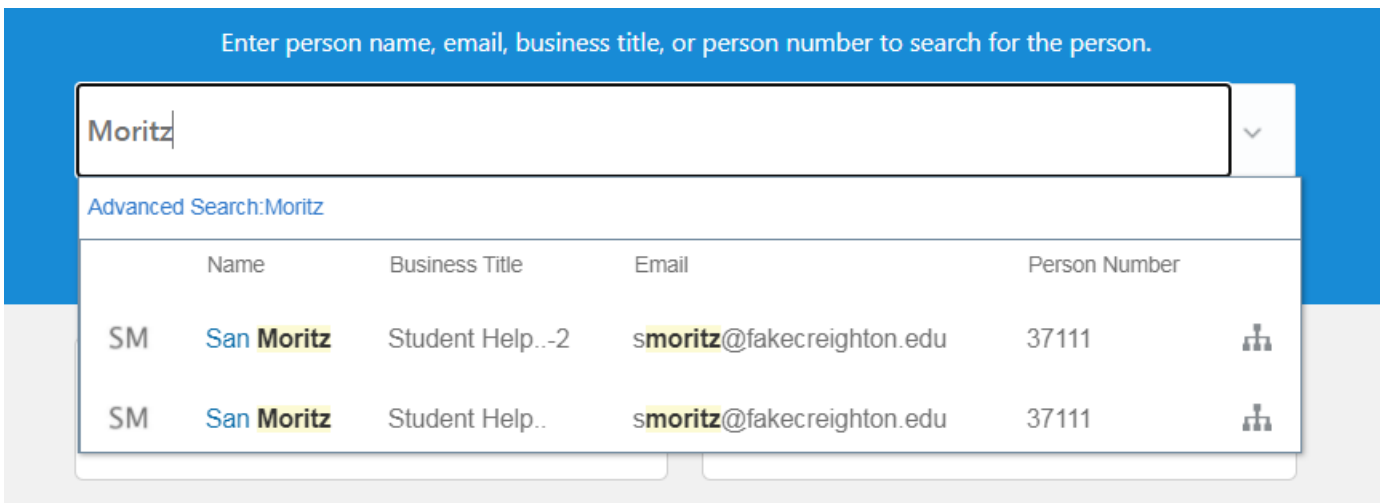 Enter person name, email, business title, or person number to search for the person.
Moritz
Advanced Search:Moritz
Name Business Title Email Person Number
SM San Moritz Student Help..-2 smoritz@fakecreighton.edu 37111
SM San Moritz Student Help.. smoritz@fakecreighton.edu 37111